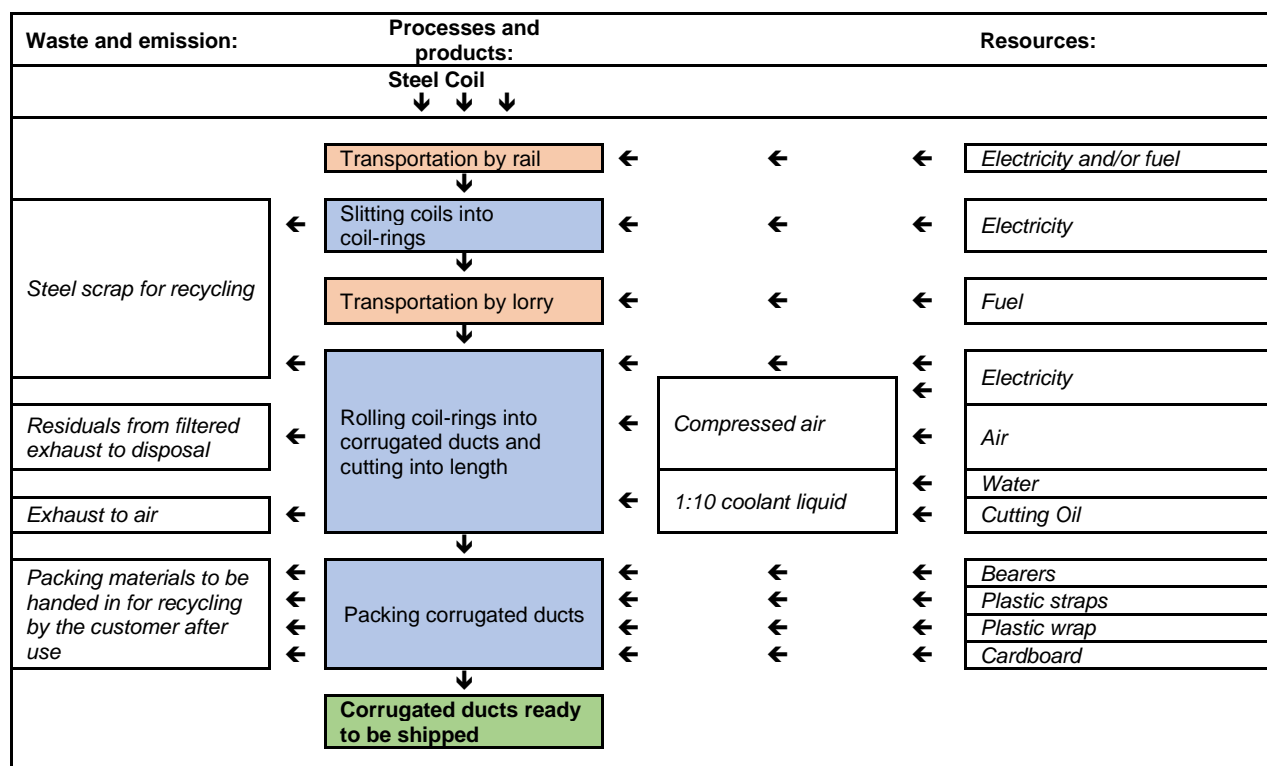 Waste and emission:
Processes and
products:
Resources:
Steel Coil
Transportation by rail
Electricity and/or fuel
Slitting coils into
coil-rings
Electricity
Steel scrap for recycling
Transportation by lorry
Fuel
Rolling coil-rings into
corrugated ducts and
cutting into length
Electricity
Compressed air
Residuals from filtered
exhaust to disposal
Air
Water
1:10 coolant liquid
Exhaust to air
Cutting Oil
Packing materials to be
handed in for recycling
by the customer after
use
Packing corrugated ducts
Bearers
Plastic straps
Plastic wrap
Cardboard
Corrugated ducts ready
to be shipped